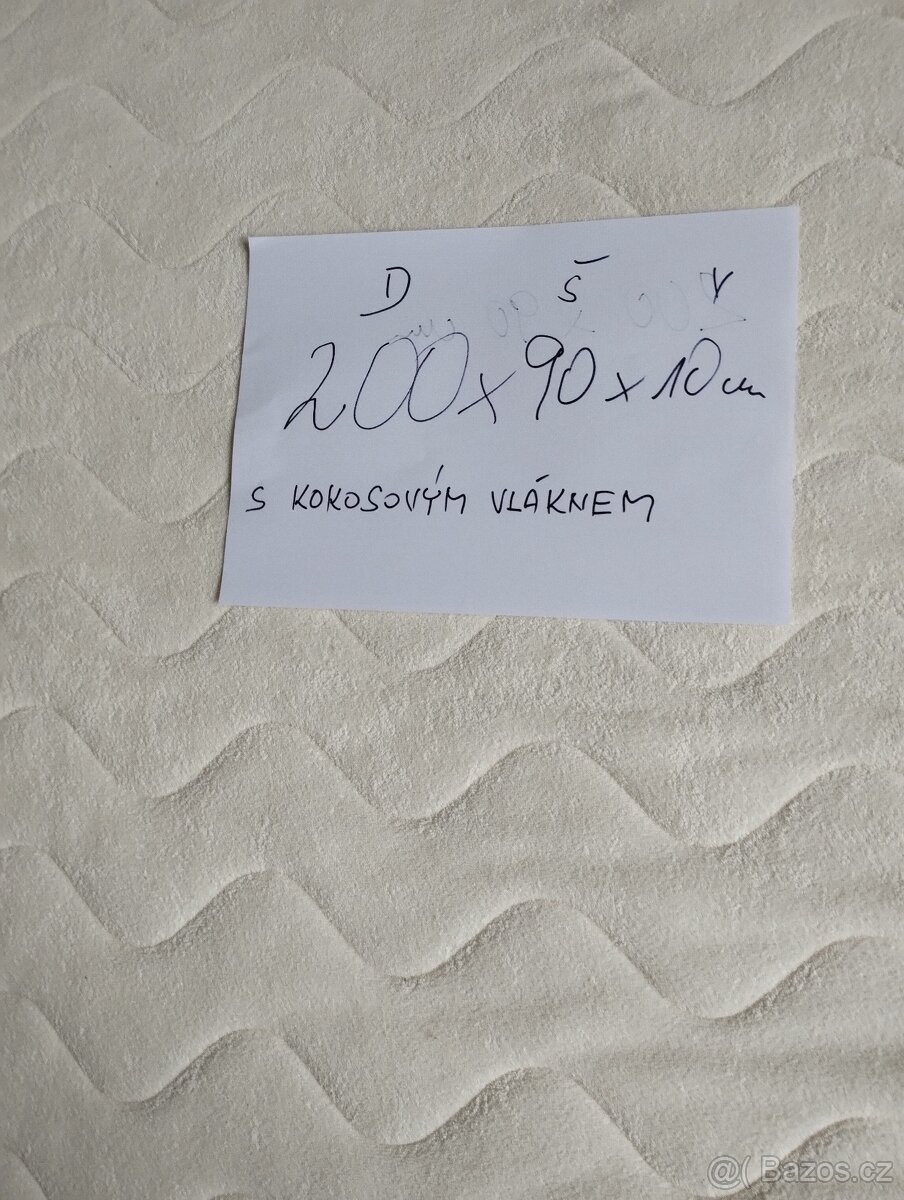 D Š V
200 x 90 x 10 cm
S KOKOSOVÝM VLÁKNEM
@( Bazos.cz